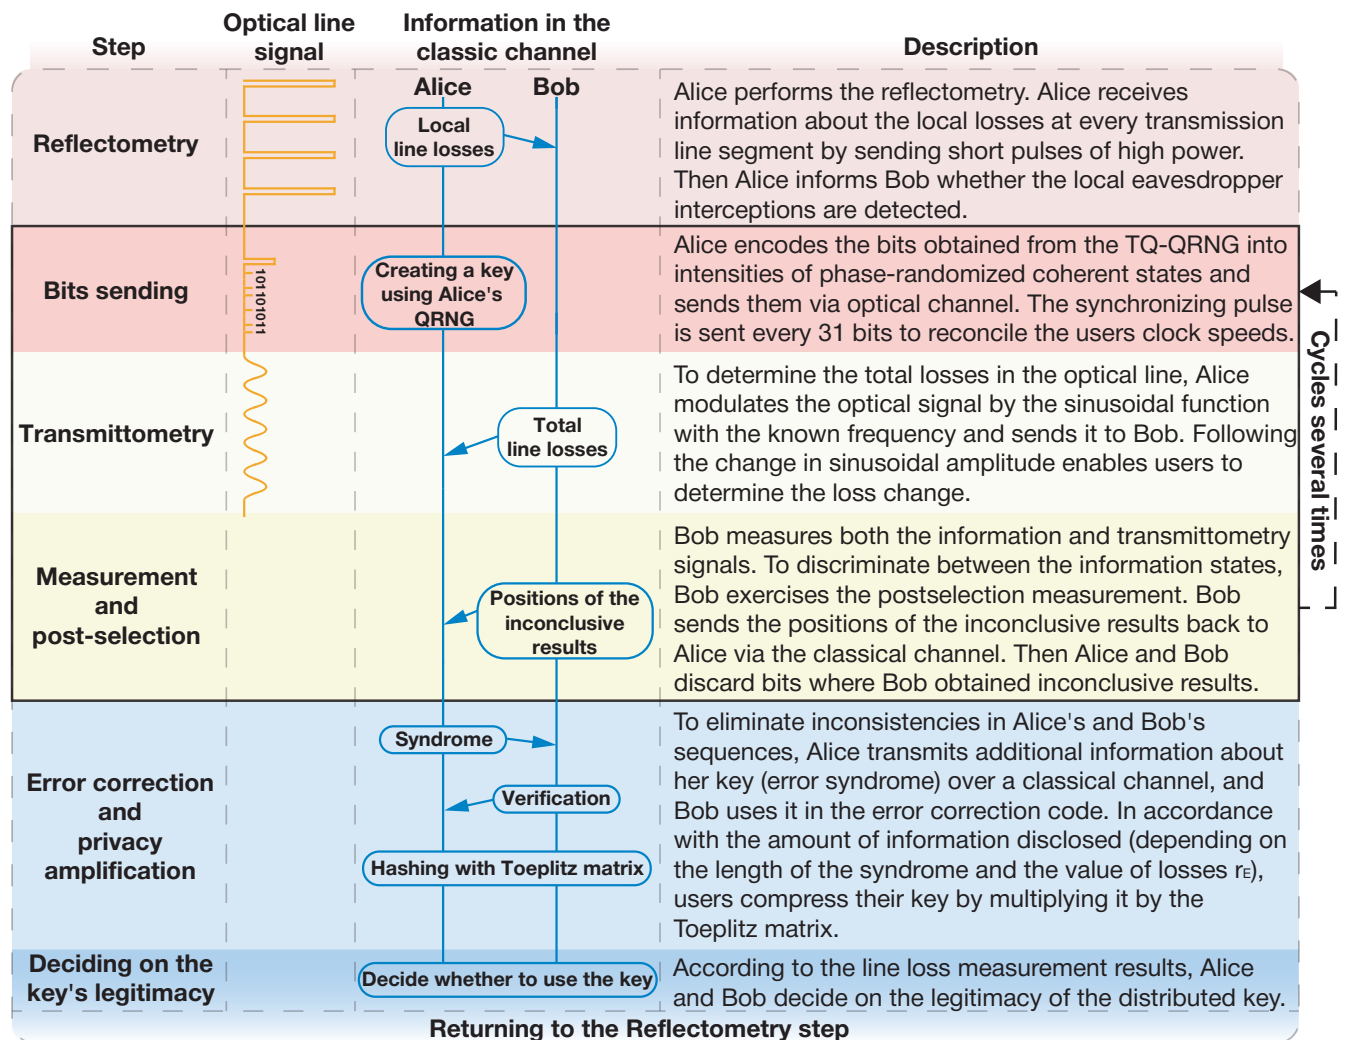 Step
Optical line
signal
Information in the
classic channel
Description
Reflectometry
Alice
Bob
Local
line losses
Alice performs the reflectometry. Alice receives
information about the local losses at every transmission
line segment by sending short pulses of high power.
Then Alice informs Bob whether the local eavesdropper
interceptions are detected.
Bits sending
101101011
Creating a key
using Alice's
QRNG
Alice encodes the bits obtained from the TQ-QRNG into
intensities of phase-randomized coherent states and
sends them via optical channel. The synchronizing pulse
is sent every 31 bits to reconcile the users clock speeds.
Transmittometry
Total
line losses
To determine the total losses in the optical line, Alice
modulates the optical signal by the sinusoidal function
with the known frequency and sends it to Bob. Following
the change in sinusoidal amplitude enables users to
determine the loss change.
Cycles several times
Measurement
and
post-selection
Positions of the
inconclusive
results
Bob measures both the information and transmittometry
signals. To discriminate between the information states,
Bob exercises the postselection measurement. Bob
sends the positions of the inconclusive results back to
Alice via the classical channel. Then Alice and Bob
discard bits where Bob obtained inconclusive results.
Error correction
and
privacy
amplification
Syndrome
Verification
Hashing with Toeplitz matrix
To eliminate inconsistencies in Alice's and Bob's
sequences, Alice transmits additional information about
her key (error syndrome) over a classical channel, and
Bob uses it in the error correction code. In accordance
with the amount of information disclosed (depending on
the length of the syndrome and the value of losses rE),
users compress their key by multiplying it by the
Toeplitz matrix.
Deciding on the
key's legitimacy
Decide whether to use the key
According to the line loss measurement results, Alice
and Bob decide on the legitimacy of the distributed key.
Returning to the Reflectometry step